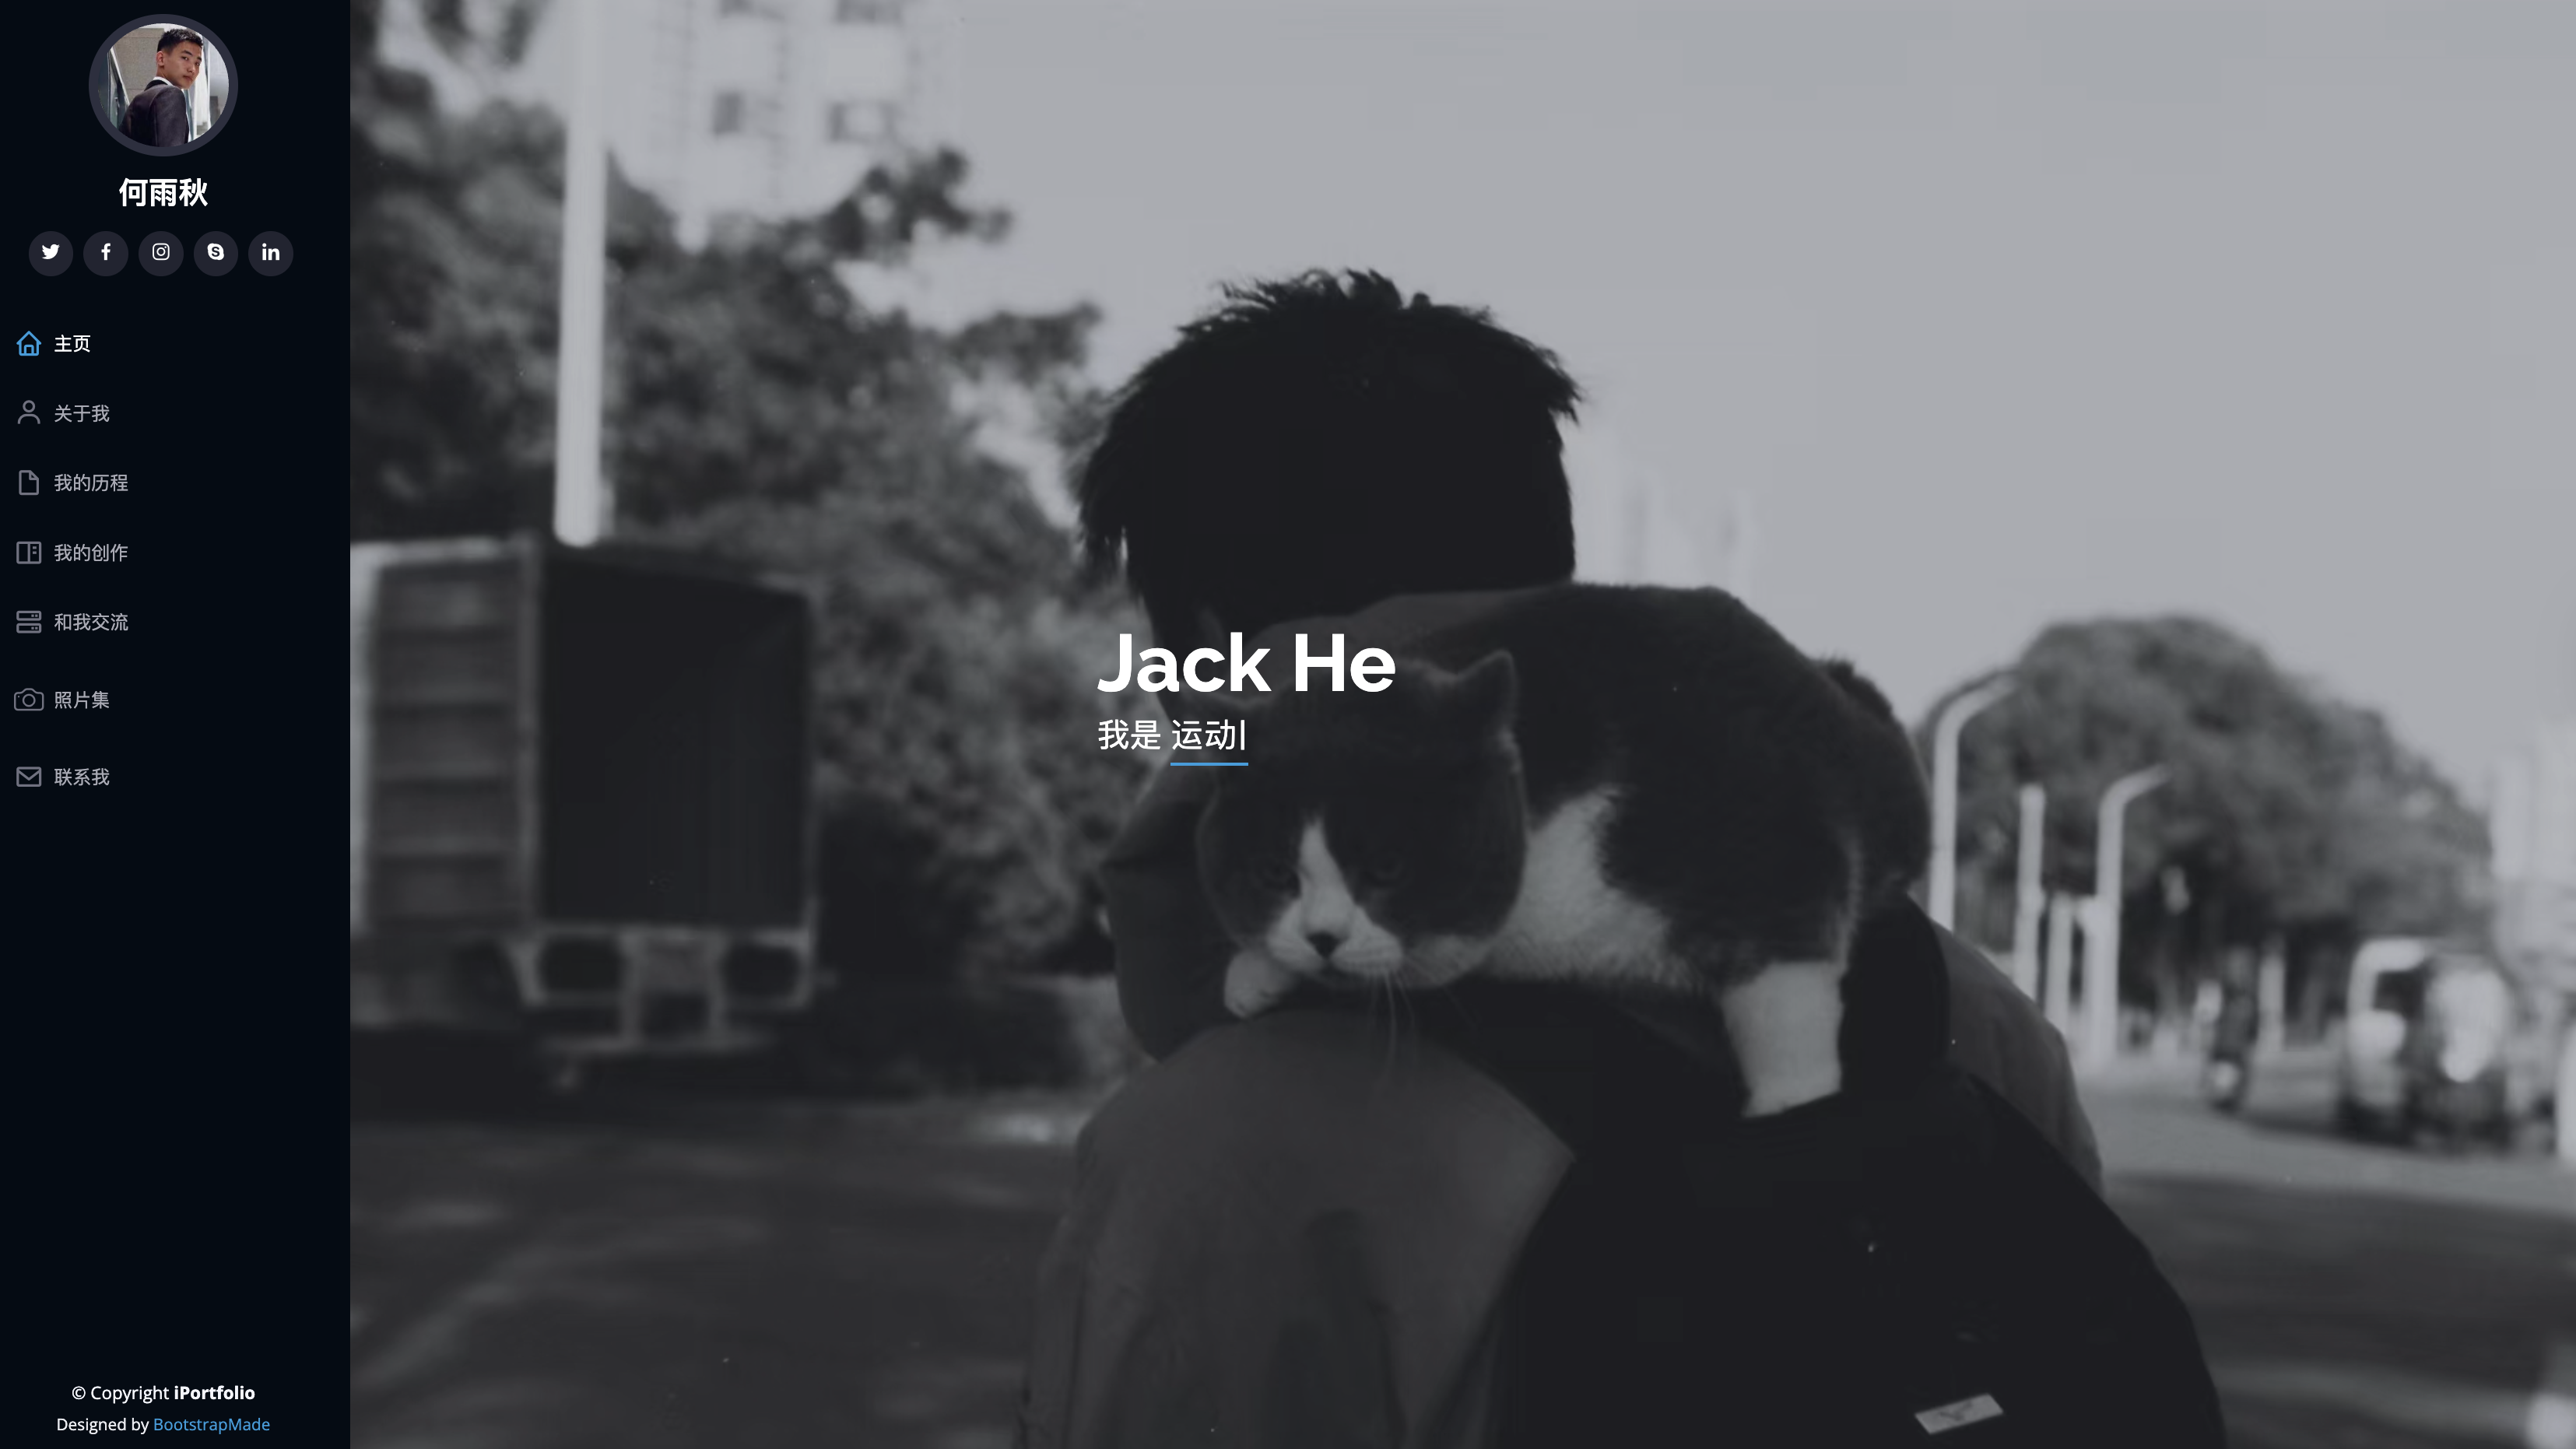 何雨秋
主页
关于我
我的历程
我的创作
和我交流
照片集
联系我
© Copyright iPortfolio
Designed by BootstrapMade
Jack He
我是 运动|